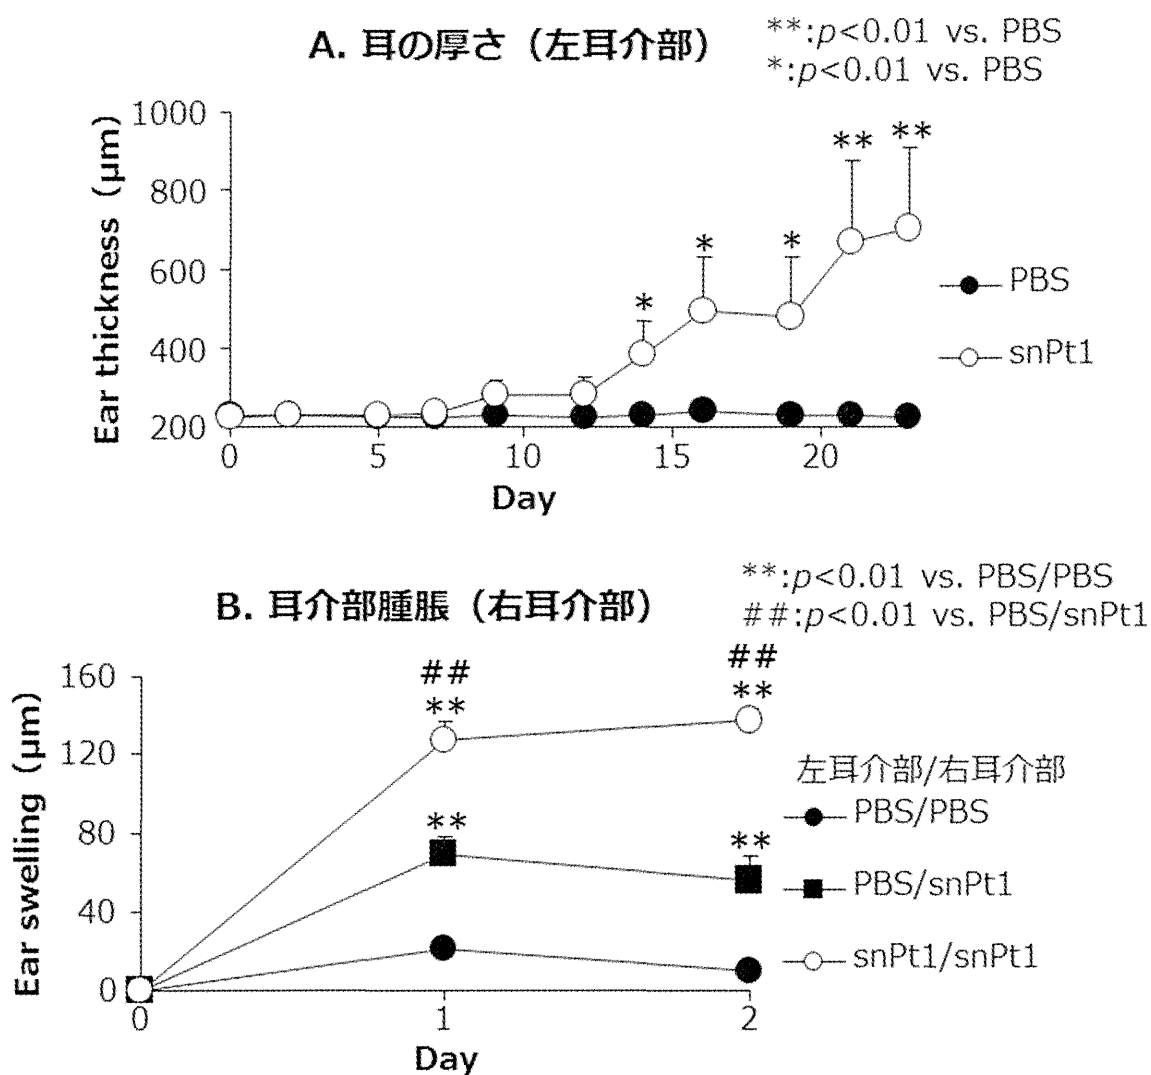 A. 耳の厚さ（左耳介部）
**:p<0.01 vs. PBS
*:p<0.01 vs. PBS
Ear thickness (μm)
1000
800
600
400
200
* * * ** **
PBS
snPt1
0 5 10 15 20
Day
B. 耳介部腫脹（右耳介部）
**:p<0.01 vs. PBS/PBS
##:p<0.01 vs. PBS/snPt1
Ear swelling (μm)
160
120
80
40
0
## ##
** **
** **
左耳介部/右耳介部
PBS/PBS
PBS/snPt1
snPt1/snPt1
0 1 2
Day